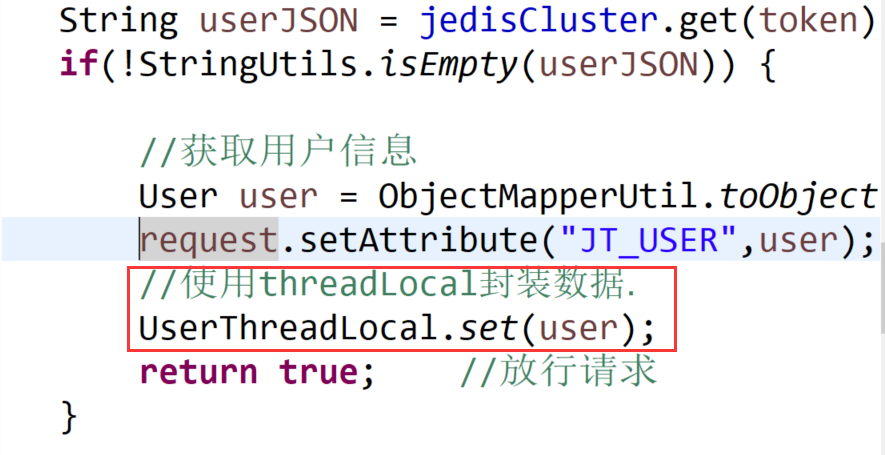 String userJSON = jedisCluster.get(token)
if(!StringUtils.isEmpty(userJSON)) {
//获取用户信息
User user = ObjectMapperUtil.toObject
request.setAttribute("JT_USER",user);
//使用threadLocal封装数据.
UserThreadLocal.set(user);
return true; //放行请求
}